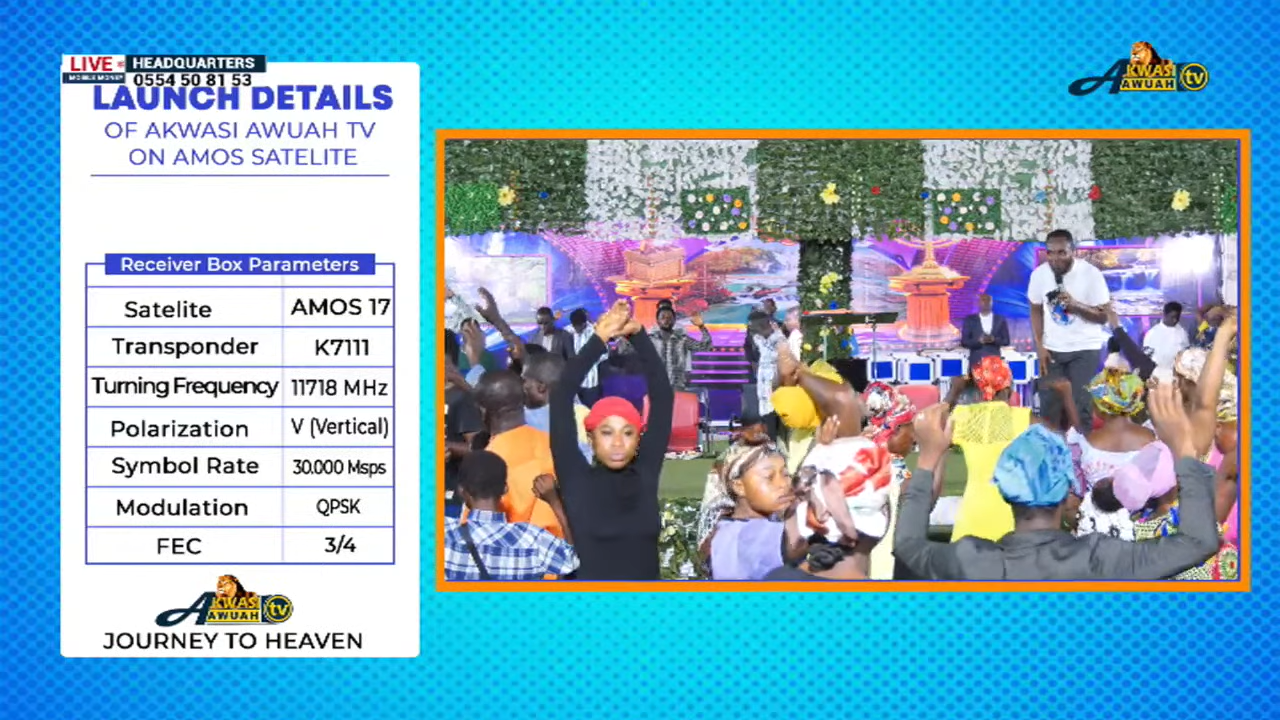 LIVE HEADQUARTERS
MOBILE MONEY 0554 50 81 53
LAUNCH DETAILS
OF AKWASI AWUAH TV
ON AMOS SATELITE
Receiver Box Parameters
Satelite AMOS 17
Transponder K7111
Turning Frequency 11718 MHz
Polarization V (Vertical)
Symbol Rate 30.000 Msps
Modulation QPSK
FEC 3/4
AKWASI
AWUAH tv
JOURNEY TO HEAVEN
AKWASI
AWUAH tv